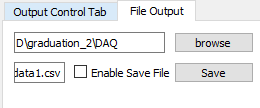 Output Control Tab File Output
D\graduation_2\DAQ browse
data1.csv Enable Save File Save